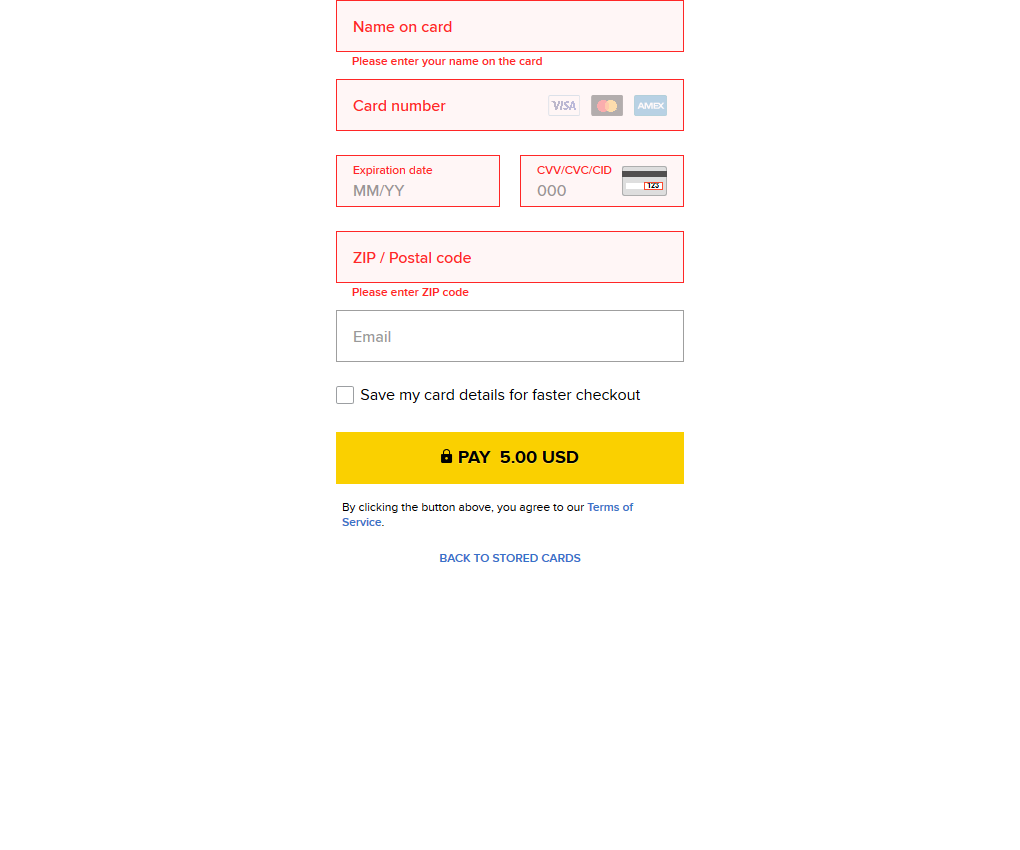 Name on card
Please enter your name on the card
Card number VISA AMEX
Expiration date CVV/CVC/CID
MM/YY 000 123
ZIP / Postal code
Please enter ZIP code
Email
Save my card details for faster checkout
PAY 5.00 USD
By clicking the button above, you agree to our Terms of
Service.
BACK TO STORED CARDS